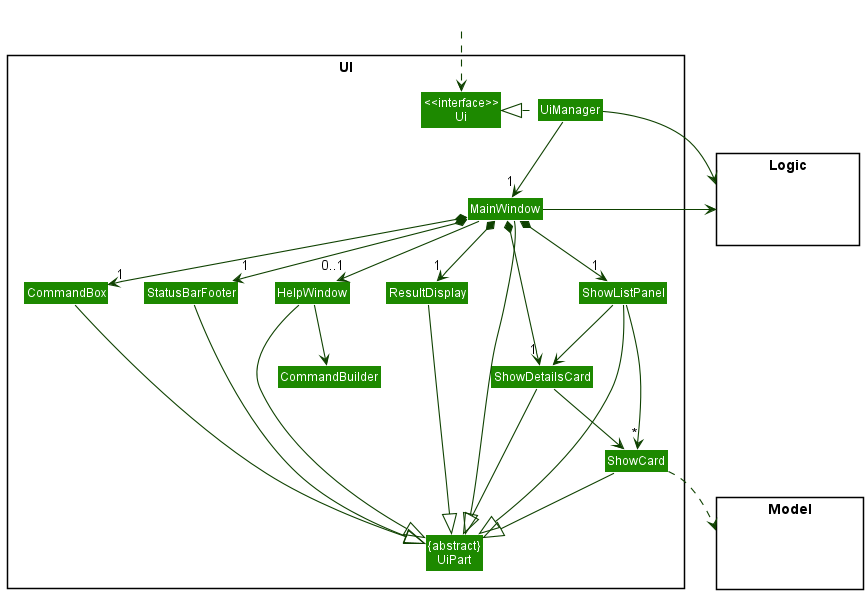 UI
<<interface>>
Ui
UiManager
Logic
1
MainWindow
1
1
0..1
1
1
CommandBox
StatusBarFooter
HelpWindow
ResultDisplay
ShowListPanel
1
CommandBuilder
ShowDetailsCard
*
ShowCard
Model
{abstract}
UiPart